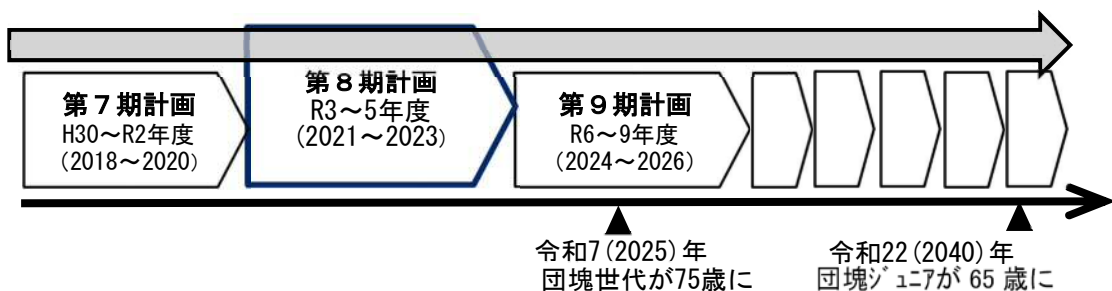 第７期計画
H30～R2年度
(2018～2020)
第８期計画
R3～5年度
(2021～2023)
第９期計画
R6～9年度
(2024～2026)
令和7(2025)年
団塊世代が75歳に
令和22(2040)年
団塊ｼﾞｭﾆｱが 65 歳に